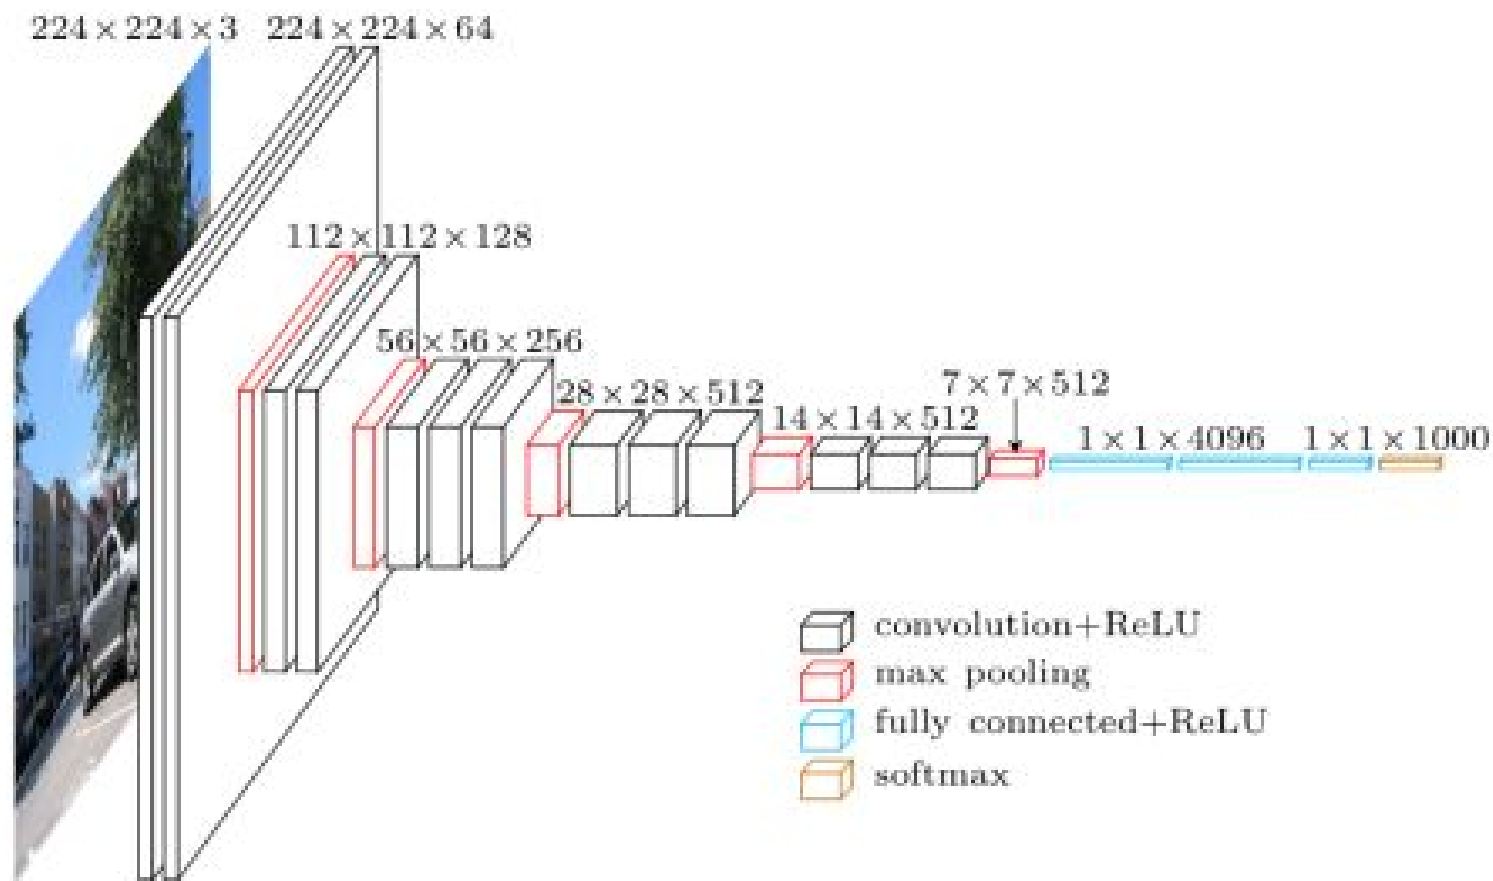 224 × 224 × 3
224 × 224 × 64
112 × 112 × 128
56 × 56 × 256
28 × 28 × 512
14 × 14 × 512
7 × 7 × 512
1 × 1 × 4096
1 × 1 × 1000
convolution+ReLU
max pooling
fully connected+ReLU
softmax